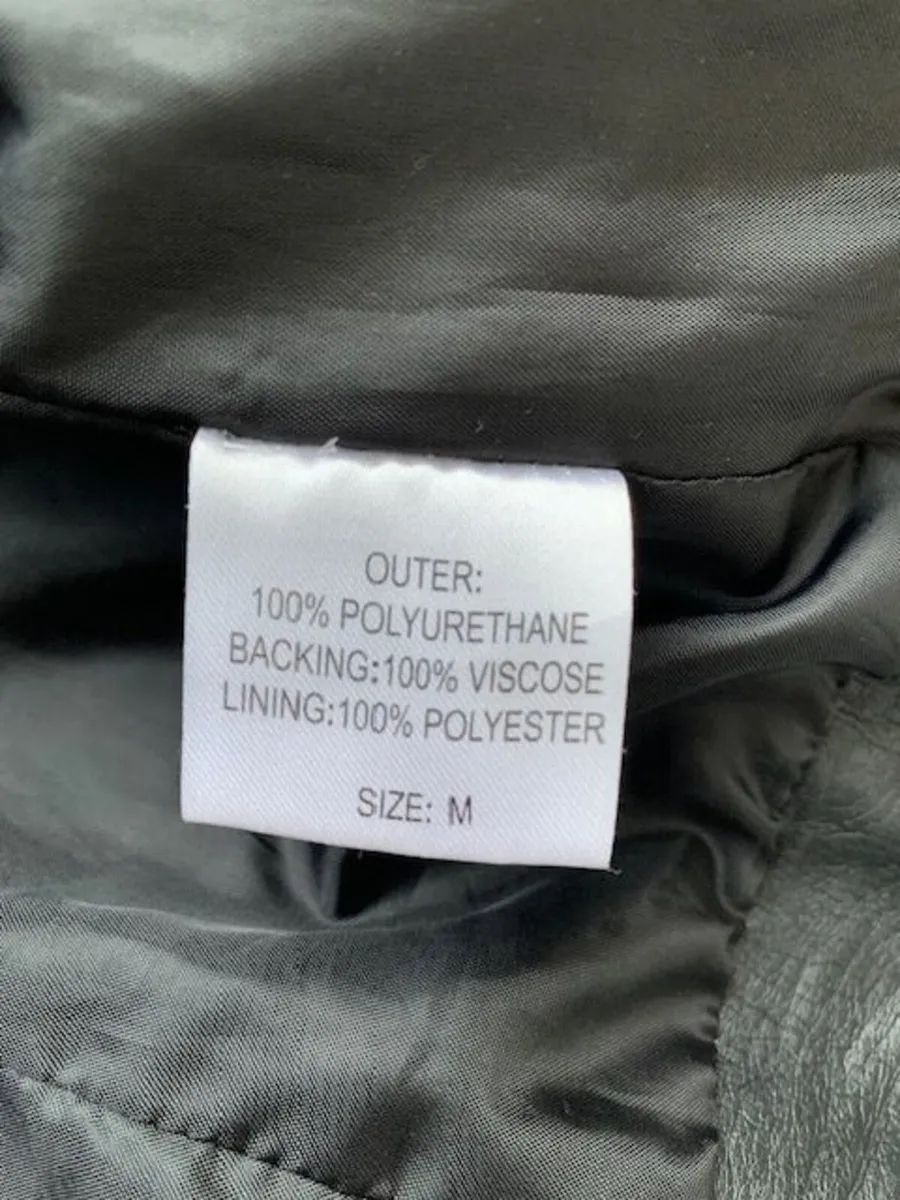 OUTER:
100% POLYURETHANE
BACKING:100% VISCOSE
LINING:100% POLYESTER
SIZE: M